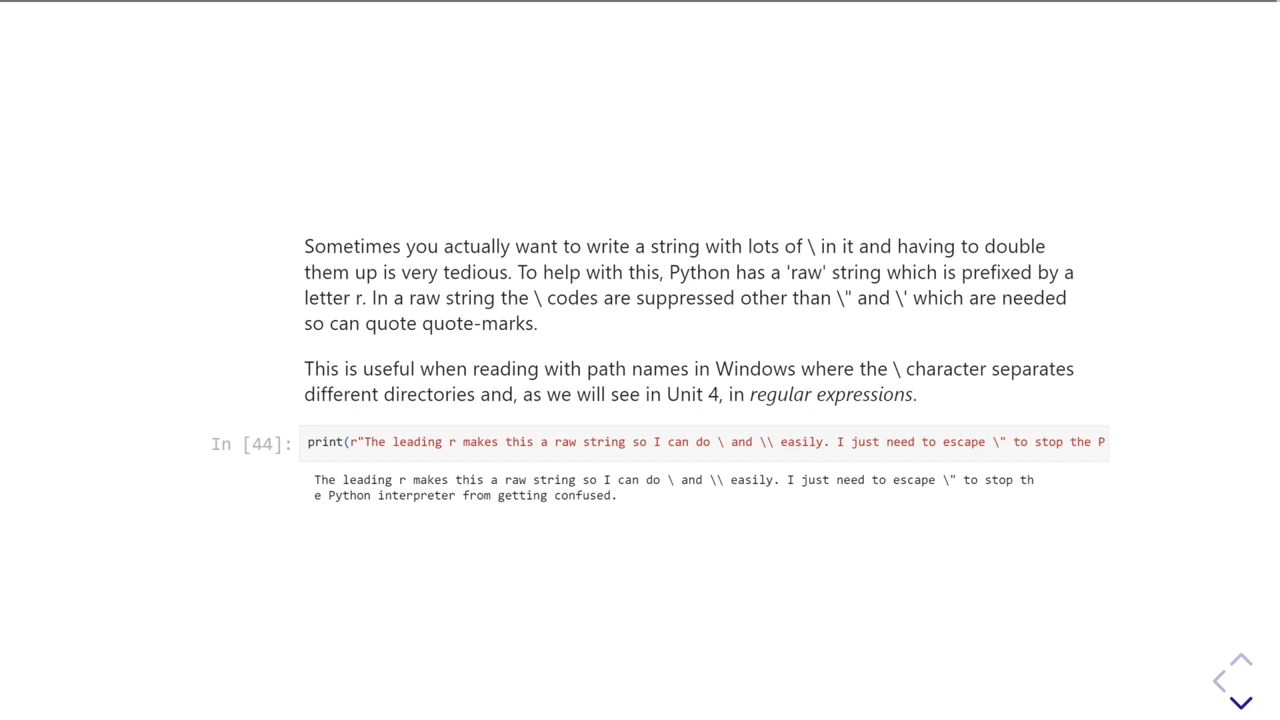 Sometimes you actually want to write a string with lots of \ in it and having to double
them up is very tedious. To help with this, Python has a 'raw' string which is prefixed by a
letter r. In a raw string the \ codes are suppressed other than \" and \' which are needed
so can quote quote-marks.
This is useful when reading with path names in Windows where the \ character separates
different directories and, as we will see in Unit 4, in regular expressions.
In [44]: print(r"The leading r makes this a raw string so I can do \ and \\ easily. I just need to escape \" to stop the P
The leading r makes this a raw string so I can do \ and \\ easily. I just need to escape \" to stop th
e Python interpreter from getting confused.